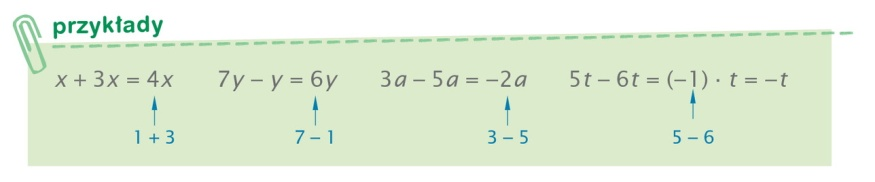 przykłady
x + 3x = 4x 7y − y = 6y 3a − 5a = −2a 5t − 6t = (−1) · t = −t
1 + 3 7 − 1 3 − 5 5 − 6